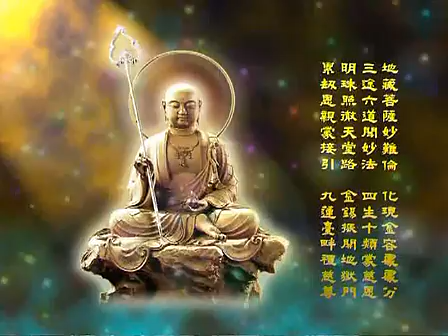 地藏菩薩妙難倫
化現金容處處分
三途六道聞妙法
四生十類蒙慈恩
明珠照徹天堂路
金錫振開地獄門
累劫恩親蒙接引
九蓮臺畔禮慈尊